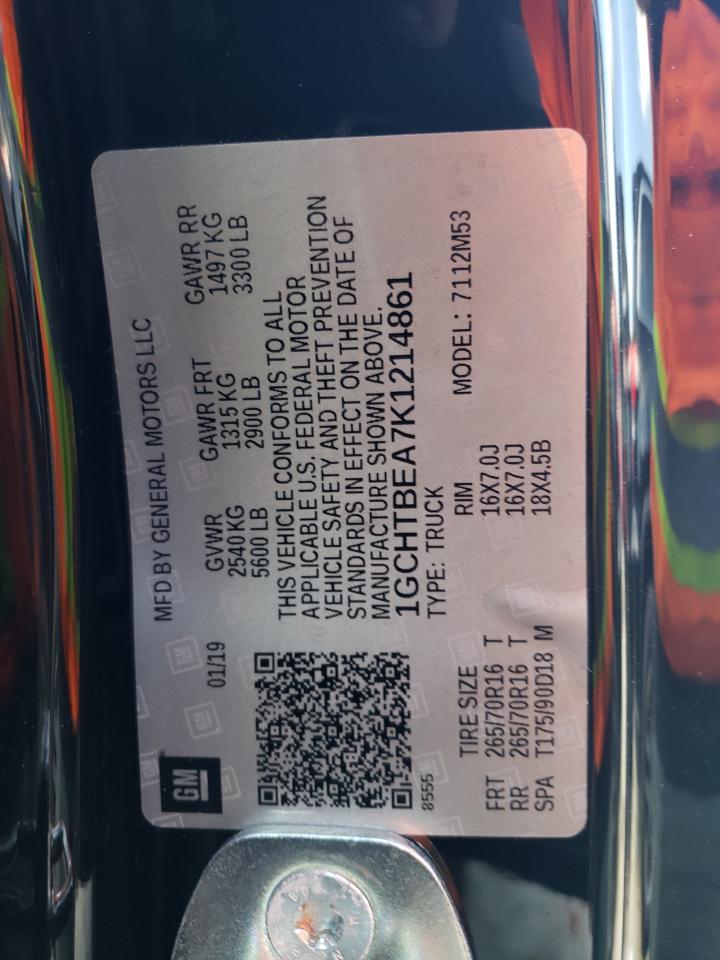 GM
MFD BY GENERAL MOTORS LLC
01/19
GVWR GAWR FRT GAWR RR
2540 KG 1315 KG 1497 KG
5600 LB 2900 LB 3300 LB
THIS VEHICLE CONFORMS TO ALL
APPLICABLE U.S. FEDERAL MOTOR
VEHICLE SAFETY AND THEFT PREVENTION
STANDARDS IN EFFECT ON THE DATE OF
MANUFACTURE SHOWN ABOVE.
1GCHTBEA7K1214861
8555
TYPE: TRUCK MODEL: 7112M53
TIRE SIZE RIM
FRT 265/70R16 T 16X7.0J
RR 265/70R16 T 16X7.0J
SPA T175/90D18 M 18X4.5B